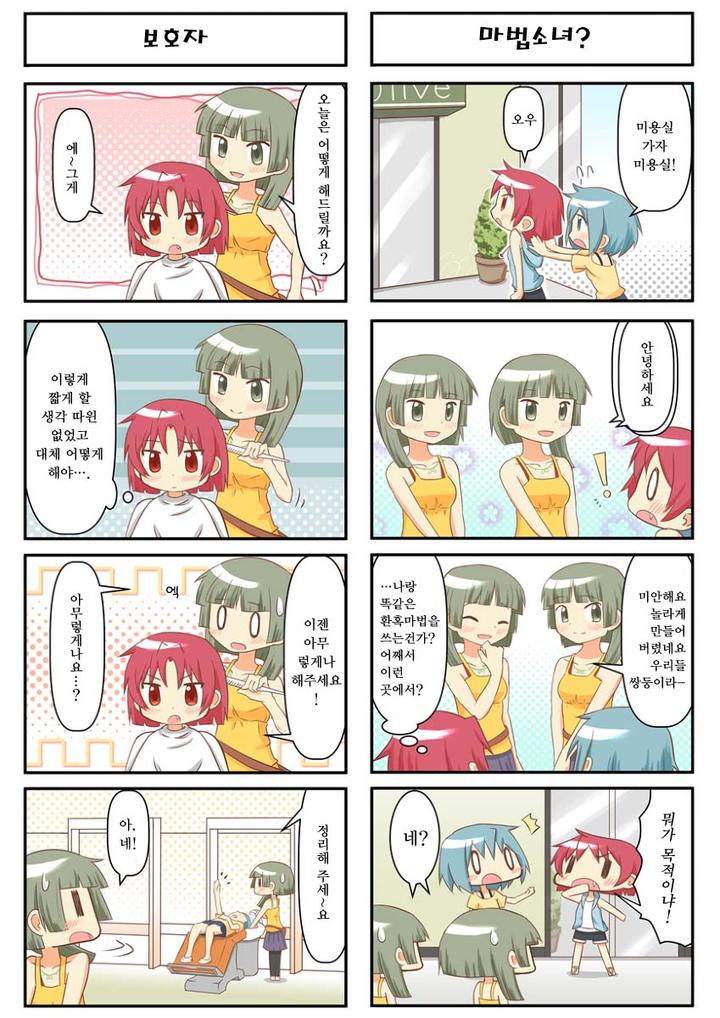 마법소녀?
olive
미용실
가자
미용실!
오우
안녕하세요
미안해요
놀라게
만들어
버렸네요
우리들
쌍둥이라~
…나랑
똑같은
환혹마법을
쓰는건가?
어째서
이런
곳에서?
뭐가 목적이냐!
네?
보호자
오늘은 어떻게 해드릴까요?
에~그게
이렇게
짧게 할
생각 따윈
없었고
대체 어떻게
해야….
이젠
아무
렇게나
해주세요
!
엑
아무렇게나요…?
정리해 주세~요
아, 네!